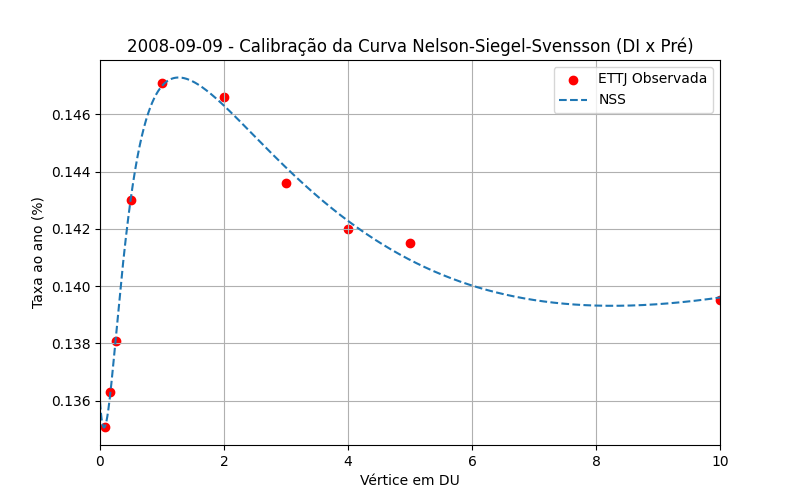 2008-09-09 - Calibração da Curva Nelson-Siegel-Svensson (DI x Pré)
ETTJ Observada
NSS
Taxa ao ano (%)
0.146
0.144
0.142
0.140
0.138
0.136
0 2 4 6 8 10
Vértice em DU